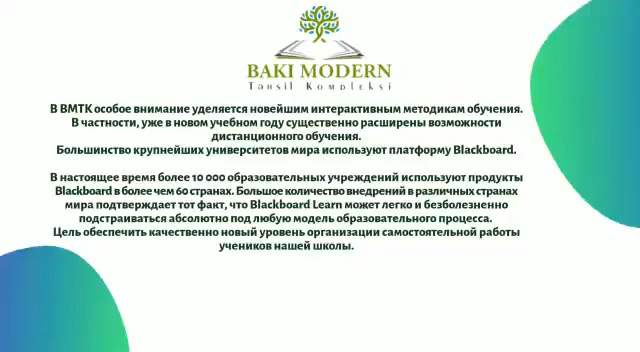 BAKI MODERN
Təhsil Kompleksi
В BMTK особое внимание уделяется новейшим интерактивным методикам обучения.
В частности, уже в новом учебном году существенно расширены возможности
дистанционного обучения.
Большинство крупнейших университетов мира используют платформу Blackboard.
В настоящее время более 10 000 образовательных учреждений используют продукты
Blackboard в более чем 60 странах. Большое количество внедрений в различных странах
мира подтверждает тот факт, что Blackboard Learn может легко и безболезненно
подстраиваться абсолютно под любую модель образовательного процесса.
Цель обеспечить качественно новый уровень организации самостоятельной работы
учеников нашей школы.